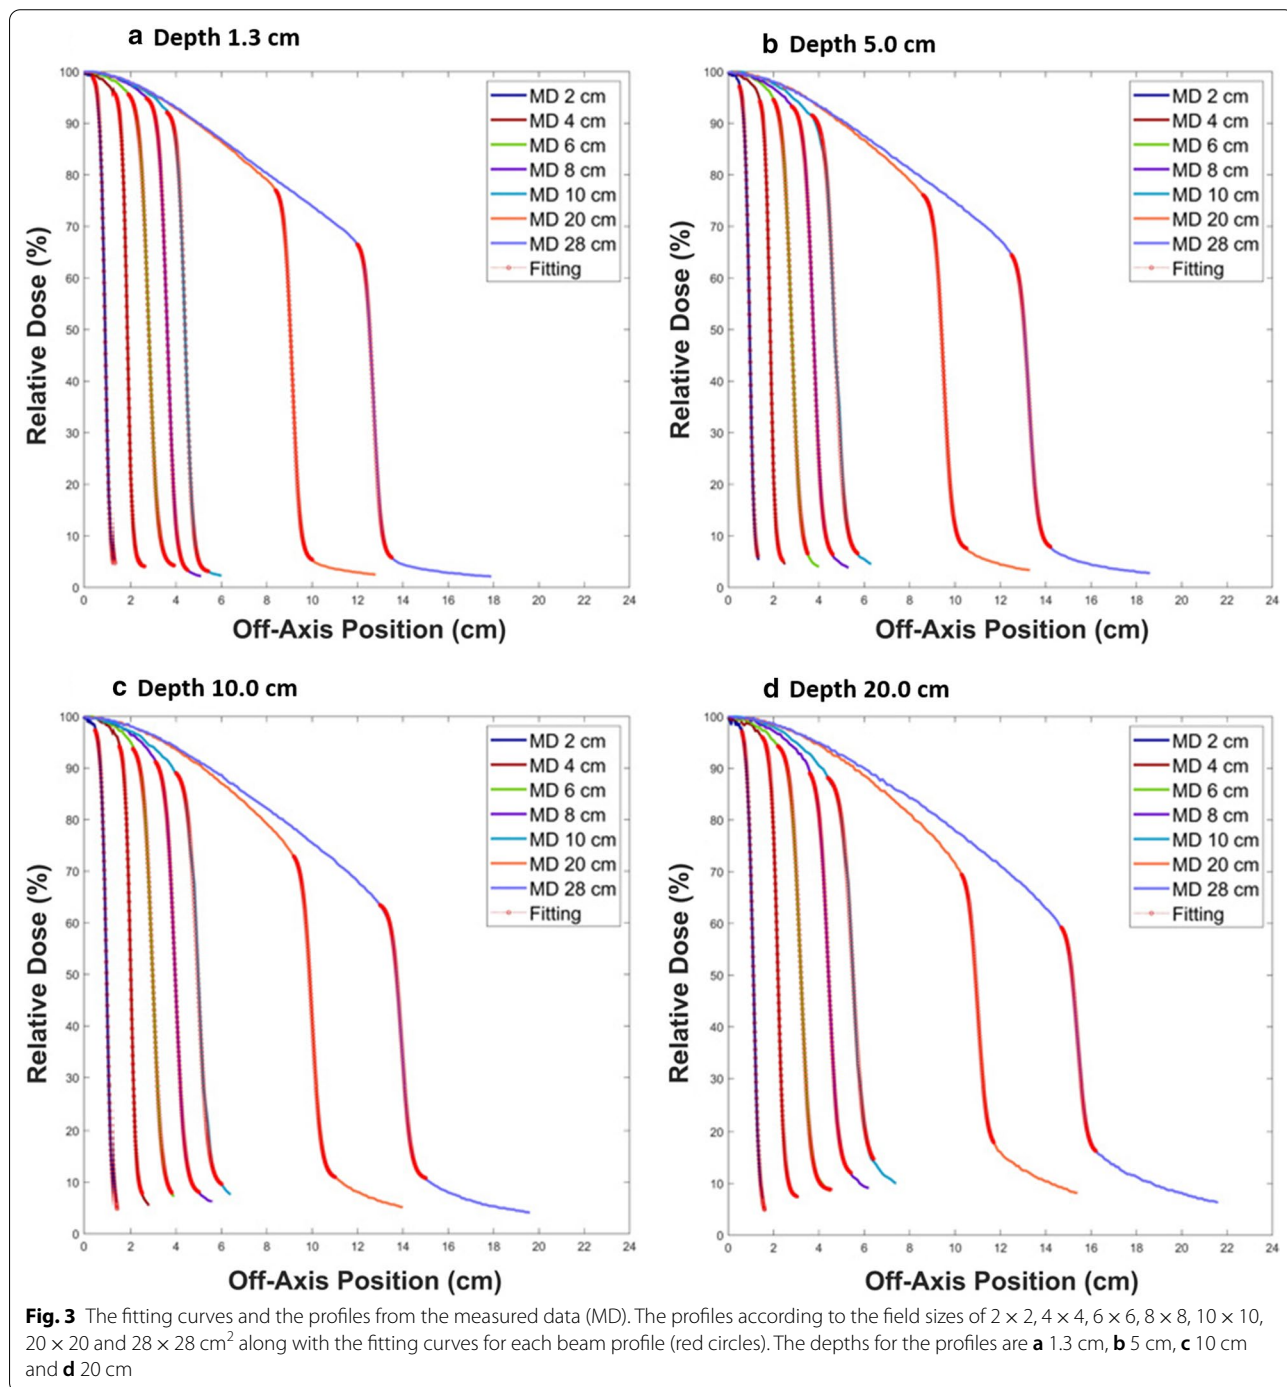 a Depth 1.3 cm
100
90
80
70
60
50
40
30
20
10
0
0 2 4 6 8 10 12 14 16 18 20 22 24
Relative Dose (%)
Off-Axis Position (cm)
MD 2 cm
MD 4 cm
MD 6 cm
MD 8 cm
MD 10 cm
MD 20 cm
MD 28 cm
Fitting
b Depth 5.0 cm
100
90
80
70
60
50
40
30
20
10
0
0 2 4 6 8 10 12 14 16 18 20 22 24
Relative Dose (%)
Off-Axis Position (cm)
MD 2 cm
MD 4 cm
MD 6 cm
MD 8 cm
MD 10 cm
MD 20 cm
MD 28 cm
Fitting
c Depth 10.0 cm
100
90
80
70
60
50
40
30
20
10
0
0 2 4 6 8 10 12 14 16 18 20 22 24
Relative Dose (%)
Off-Axis Position (cm)
MD 2 cm
MD 4 cm
MD 6 cm
MD 8 cm
MD 10 cm
MD 20 cm
MD 28 cm
Fitting
d Depth 20.0 cm
100
90
80
70
60
50
40
30
20
10
0
0 2 4 6 8 10 12 14 16 18 20 22 24
Relative Dose (%)
Off-Axis Position (cm)
MD 2 cm
MD 4 cm
MD 6 cm
MD 8 cm
MD 10 cm
MD 20 cm
MD 28 cm
Fitting
Fig. 3 The fitting curves and the profiles from the measured data (MD). The profiles according to the field sizes of 2 × 2, 4 × 4, 6 × 6, 8 × 8, 10 × 10,
20 × 20 and 28 × 28 cm² along with the fitting curves for each beam profile (red circles). The depths for the profiles are a 1.3 cm, b 5 cm, c 10 cm
and d 20 cm